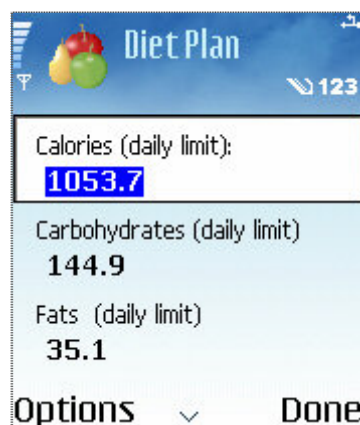 Diet Plan
123
Calories (daily limit):
1053.7
Carbohydrates (daily limit)
144.9
Fats (daily limit)
35.1
Options Done